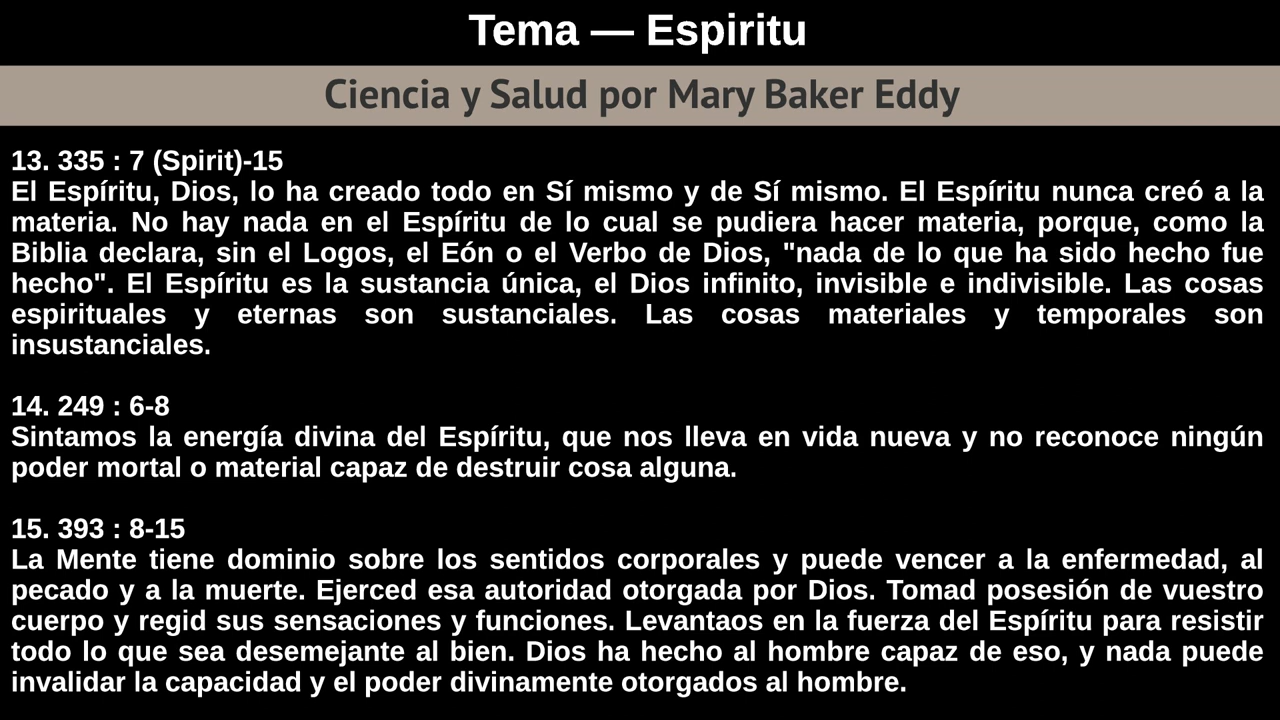 Tema — Espiritu
Ciencia y Salud por Mary Baker Eddy
13. 335 : 7 (Spirit)-15
El Espíritu, Dios, lo ha creado todo en Sí mismo y de Sí mismo. El Espíritu nunca creó a la
materia. No hay nada en el Espíritu de lo cual se pudiera hacer materia, porque, como la
Biblia declara, sin el Logos, el Eón o el Verbo de Dios, "nada de lo que ha sido hecho fue
hecho". El Espíritu es la sustancia única, el Dios infinito, invisible e indivisible. Las cosas
espirituales y eternas son sustanciales. Las cosas materiales y temporales son
insustanciales.
14. 249 : 6-8
Sintamos la energía divina del Espíritu, que nos lleva en vida nueva y no reconoce ningún
poder mortal o material capaz de destruir cosa alguna.
15. 393 : 8-15
La Mente tiene dominio sobre los sentidos corporales y puede vencer a la enfermedad, al
pecado y a la muerte. Ejerced esa autoridad otorgada por Dios. Tomad posesión de vuestro
cuerpo y regid sus sensaciones y funciones. Levantaos en la fuerza del Espíritu para resistir
todo lo que sea desemejante al bien. Dios ha hecho al hombre capaz de eso, y nada puede
invalidar la capacidad y el poder divinamente otorgados al hombre.